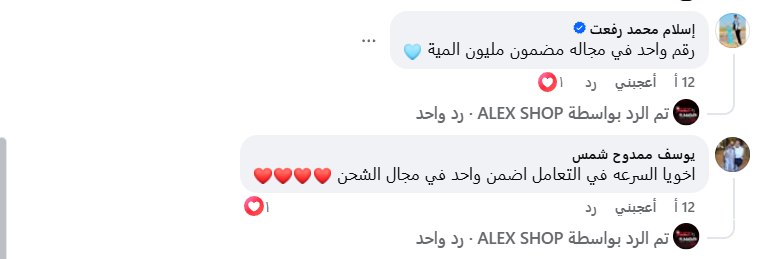 إسلام محمد رفعت
رقم واحد في مجاله مضمون مليون المية 🩵
12 أ أعجبني رد ١
تم الرد بواسطة ALEX SHOP · رد واحد
يوسف ممدوح شمس
اخويا السرعه في التعامل اضمن واحد في مجال الشحن ❤️❤️❤️❤️
12 أ أعجبني رد ١
تم الرد بواسطة ALEX SHOP · رد واحد